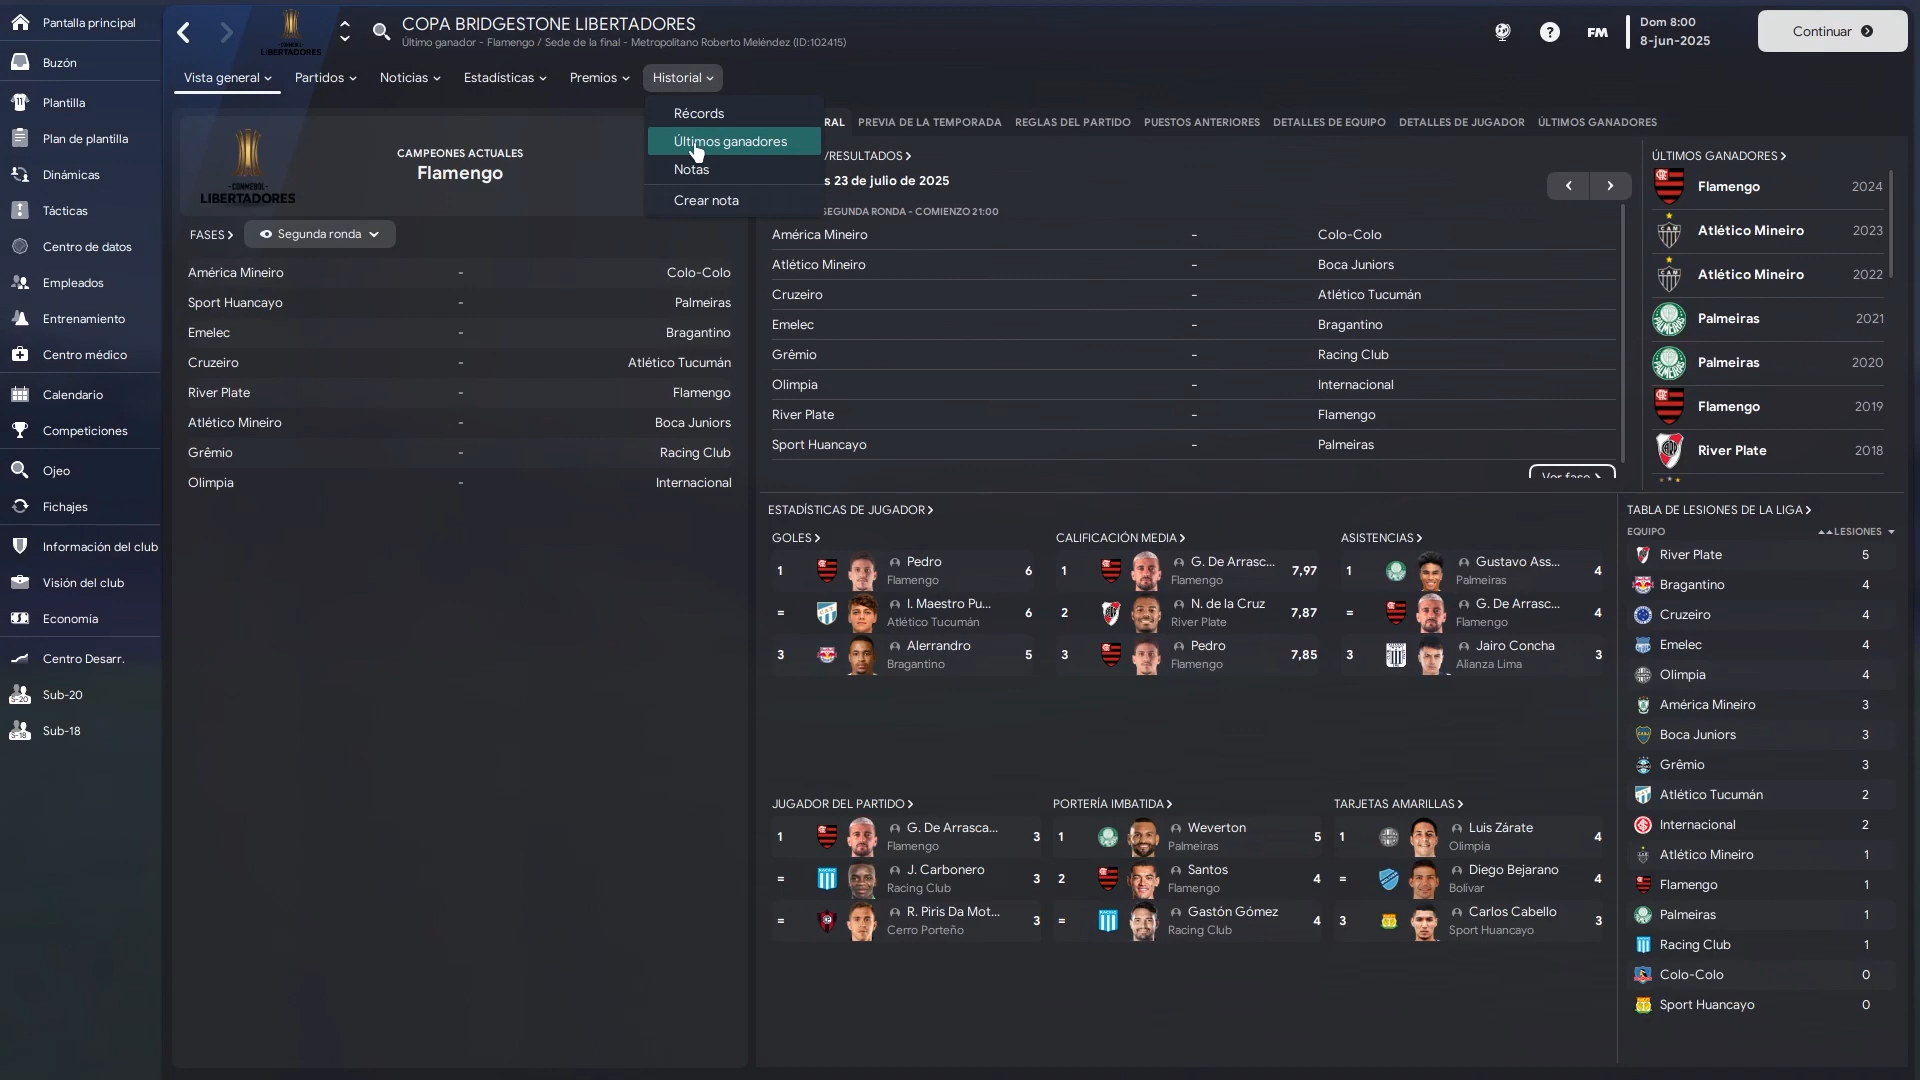 Pantalla principal
Buzón
Plantilla
Plan de plantilla
Dinámicas
Tácticas
Centro de datos
Empleados
Entrenamiento
Centro médico
Calendario
Competiciones
Ojeo
Fichajes
Información del club
Visión del club
Economía
Centro Desarr.
Sub-20
Sub-18
LIBERTADORES
COPA BRIDGESTONE LIBERTADORES
Último ganador - Flamengo / Sede de la final - Metropolitano Roberto Meléndez (ID:102415)
FM
Dom 8:00
8-jun-2025
Continuar
Vista general
Partidos
Noticias
Estadísticas
Premios
Historial
Récords
Últimos ganadores
Notas
Crear nota
RAL
PREVIA DE LA TEMPORADA
REGLAS DEL PARTIDO
PUESTOS ANTERIORES
DETALLES DE EQUIPO
DETALLES DE JUGADOR
ÚLTIMOS GANADORES
-CONMEBOL-
LIBERTADORES
CAMPEONES ACTUALES
Flamengo
FASES
Segunda ronda
América Mineiro - Colo-Colo
Sport Huancayo - Palmeiras
Emelec - Bragantino
Cruzeiro - Atlético Tucumán
River Plate - Flamengo
Atlético Mineiro - Boca Juniors
Grêmio - Racing Club
Olimpia - Internacional
/RESULTADOS
s 23 de julio de 2025
SEGUNDA RONDA - COMIENZO 21:00
América Mineiro - Colo-Colo
Atlético Mineiro - Boca Juniors
Cruzeiro - Atlético Tucumán
Emelec - Bragantino
Grêmio - Racing Club
Olimpia - Internacional
River Plate - Flamengo
Sport Huancayo - Palmeiras
Ver fase
ÚLTIMOS GANADORES
Flamengo 2024
Atlético Mineiro 2023
Atlético Mineiro 2022
Palmeiras 2021
Palmeiras 2020
Flamengo 2019
River Plate 2018
ESTADÍSTICAS DE JUGADOR
GOLES
1 Pedro 6
Flamengo
= I. Maestro Pu... 6
Atlético Tucumán
3 Alerrandro 5
Bragantino
CALIFICACIÓN MEDIA
1 G. De Arrasc... 7,97
Flamengo
2 N. de la Cruz 7,87
River Plate
3 Pedro 7,85
Flamengo
ASISTENCIAS
1 Gustavo Ass... 4
Palmeiras
= G. De Arrasc... 4
Flamengo
3 Jairo Concha 3
Alianza Lima
JUGADOR DEL PARTIDO
1 G. De Arrasca... 3
Flamengo
= J. Carbonero 3
Racing Club
= R. Piris Da Mot... 3
Cerro Porteño
PORTERÍA IMBATIDA
1 Weverton 5
Palmeiras
2 Santos 4
Flamengo
= Gastón Gómez 4
Racing Club
TARJETAS AMARILLAS
1 Luis Zárate 4
Olimpia
= Diego Bejarano 4
Bolívar
3 Carlos Cabello 3
Sport Huancayo
TABLA DE LESIONES DE LA LIGA
EQUIPO LESIONES
River Plate 5
Bragantino 4
Cruzeiro 4
Emelec 4
Olimpia 4
América Mineiro 3
Boca Juniors 3
Grêmio 3
Atlético Tucumán 2
Internacional 2
Atlético Mineiro 1
Flamengo 1
Palmeiras 1
Racing Club 1
Colo-Colo 0
Sport Huancayo 0